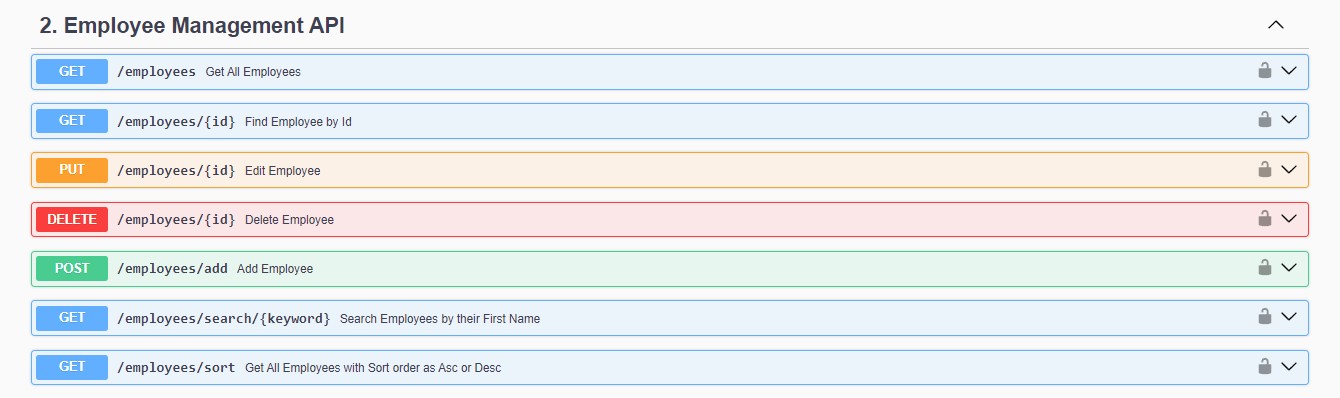 2. Employee Management API
GET /employees Get All Employees
GET /employees/{id} Find Employee by Id
PUT /employees/{id} Edit Employee
DELETE /employees/{id} Delete Employee
POST /employees/add Add Employee
GET /employees/search/{keyword} Search Employees by their First Name
GET /employees/sort Get All Employees with Sort order as Asc or Desc